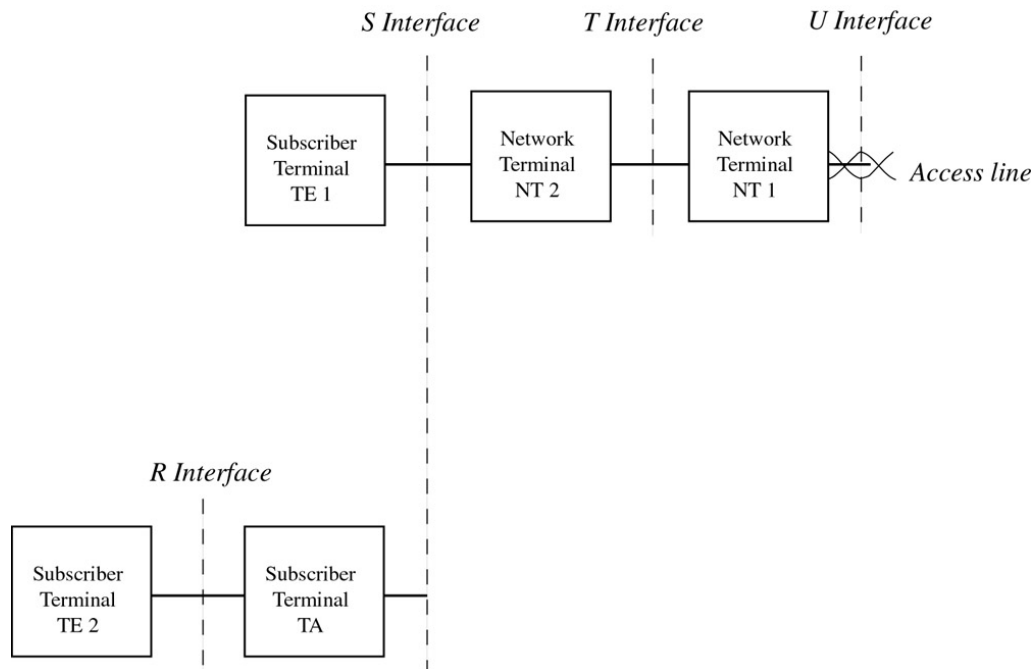 S Interface
T Interface
U Interface
Subscriber
Terminal
TE 1
Network
Terminal
NT 2
Network
Terminal
NT 1
Access line
R Interface
Subscriber
Terminal
TE 2
Subscriber
Terminal
TA